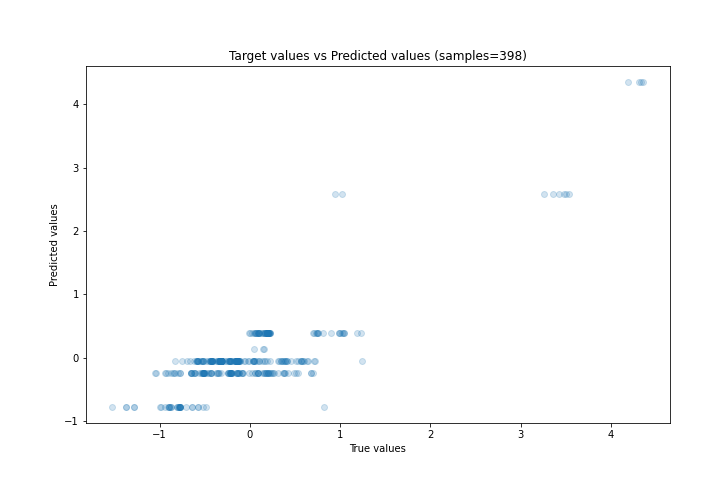 Target values vs Predicted values (samples=398)
4
3
2
1
0
−1
Predicted values
−1 0 1 2 3 4
True values